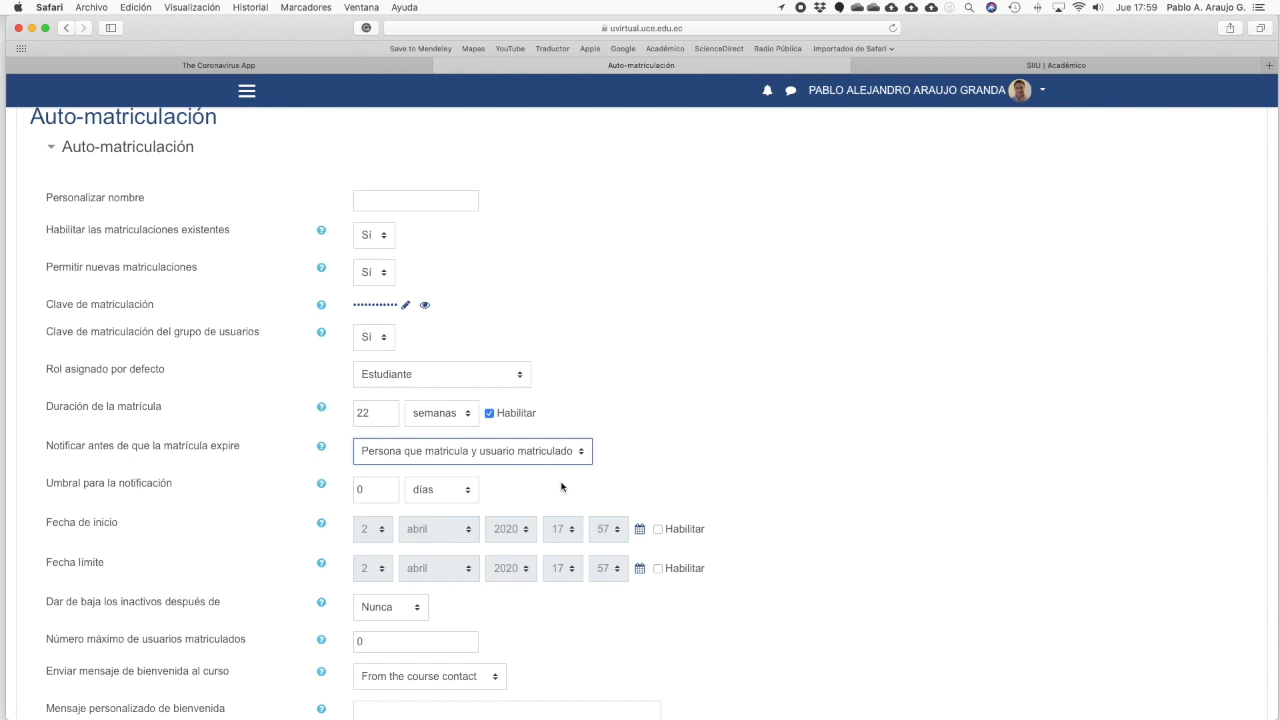 Safari Archivo Edición Visualización Historial Marcadores Ventana Ayuda Jue 17:59 Pablo A. Araujo G.
uvirtual.uce.edu.ec
Save to Mendeley Mapas YouTube Traductor Apple Google Académico ScienceDirect Radio Pública Importados de Safari
The Coronavirus App Auto-matriculación SIIU | Académico
PABLO ALEJANDRO ARAUJO GRANDA
Auto-matriculación
Auto-matriculación
Personalizar nombre
Habilitar las matriculaciones existentes Sí
Permitir nuevas matriculaciones Sí
Clave de matriculación ••••••••••••
Clave de matriculación del grupo de usuarios Sí
Rol asignado por defecto Estudiante
Duración de la matrícula 22 semanas Habilitar
Notificar antes de que la matrícula expire Persona que matricula y usuario matriculado
Umbral para la notificación 0 días
Fecha de inicio 2 abril 2020 17 57 Habilitar
Fecha límite 2 abril 2020 17 57 Habilitar
Dar de baja los inactivos después de Nunca
Número máximo de usuarios matriculados 0
Enviar mensaje de bienvenida al curso From the course contact
Mensaje personalizado de bienvenida